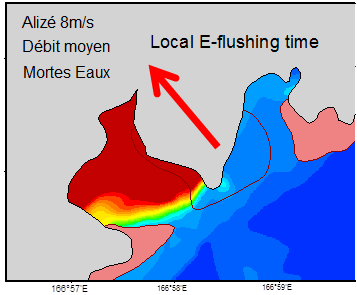 Alizé 8m/s
Débit moyen
Mortes Eaux
Local E-flushing time
166°57'E
166°58'E
166°59'E